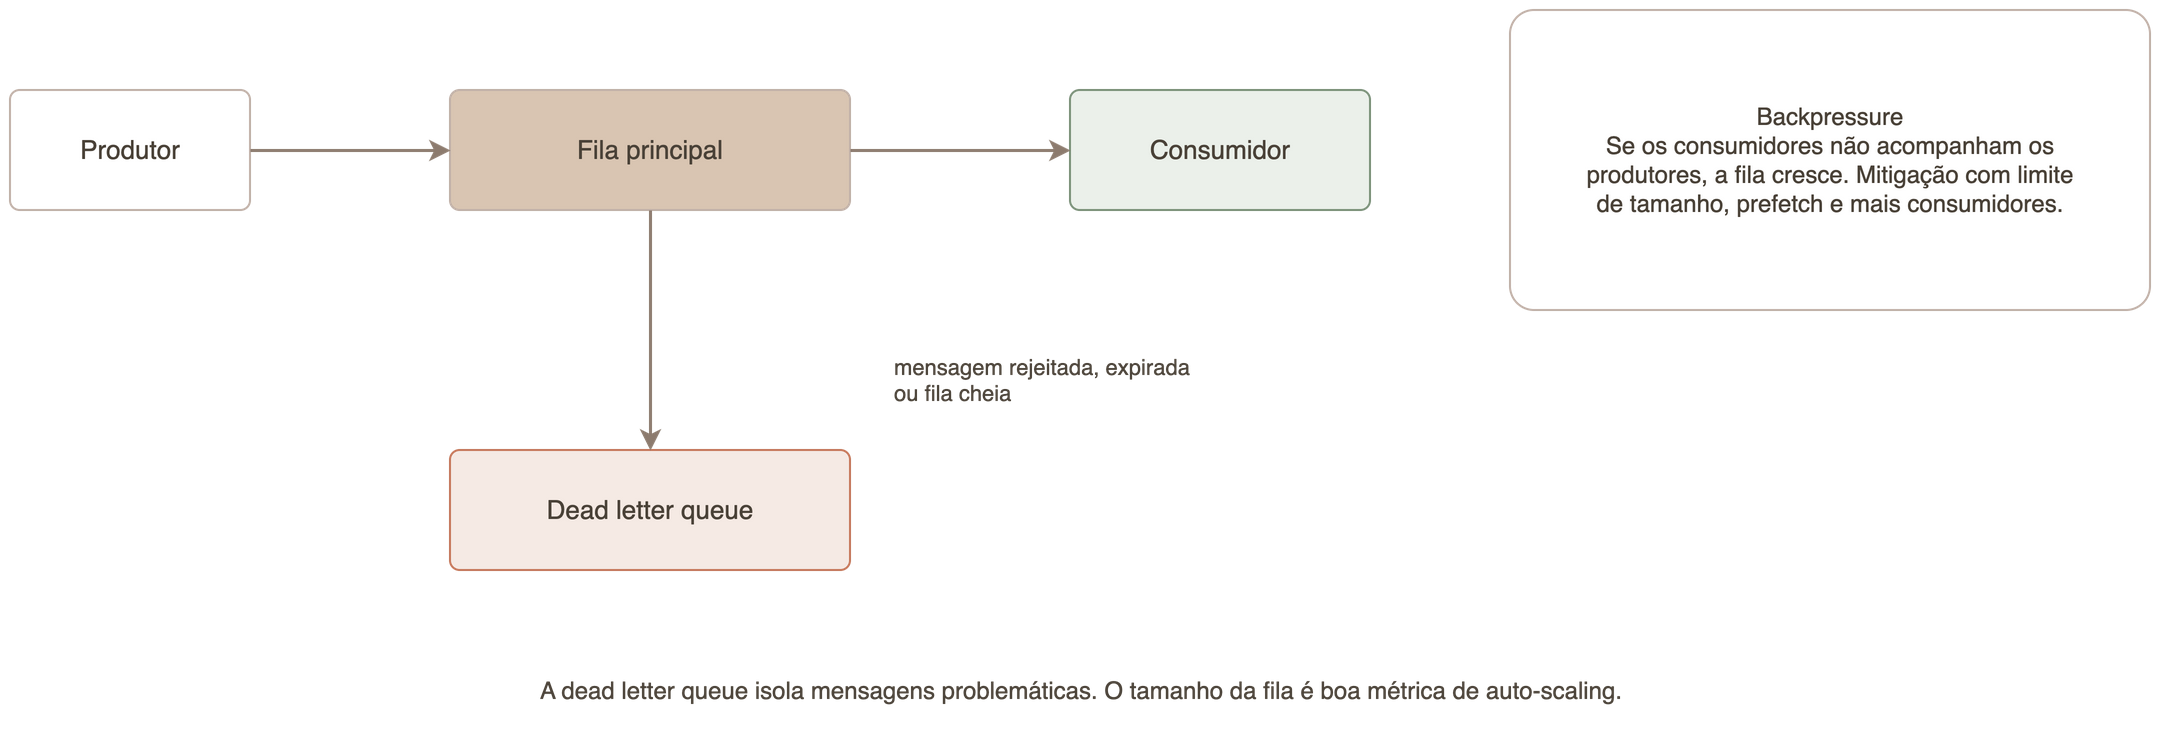 Produtor
Fila principal
Consumidor
Backpressure
Se os consumidores não acompanham os
produtores, a fila cresce. Mitigação com limite
de tamanho, prefetch e mais consumidores.
mensagem rejeitada, expirada
ou fila cheia
Dead letter queue
A dead letter queue isola mensagens problemáticas. O tamanho da fila é boa métrica de auto-scaling.